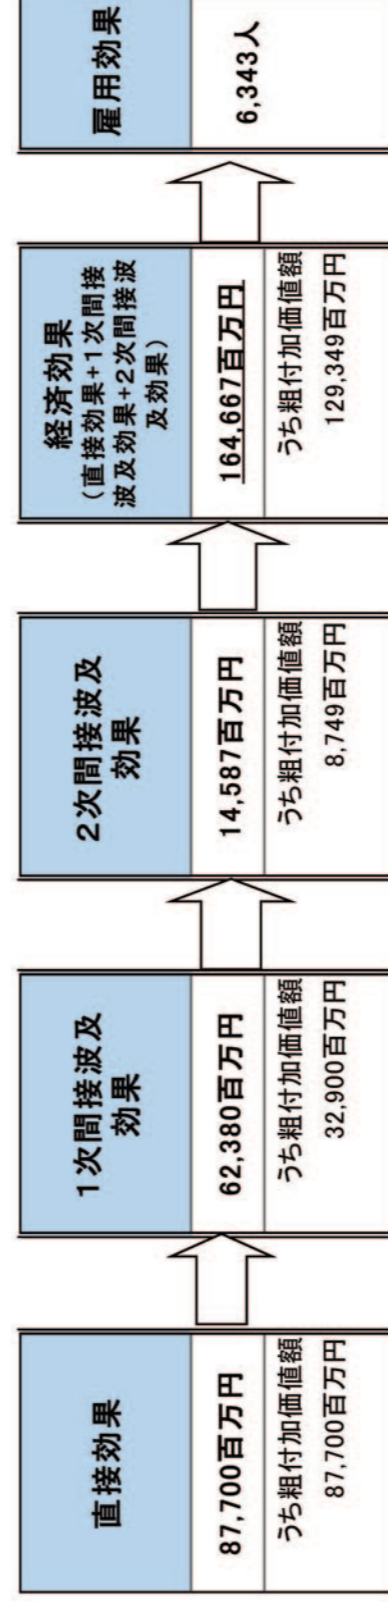 直接効果
87,700百万円
うち粗付加価値額
87,700百万円
1次間接波及
効果
62,380百万円
うち粗付加価値額
32,900百万円
2次間接波及
効果
14,587百万円
うち粗付加価値額
8,749百万円
経済効果
(直接効果+1次間接
波及効果+2次間接波
及効果)
164,667百万円
うち粗付加価値額
129,349百万円
雇用効果
6,343人